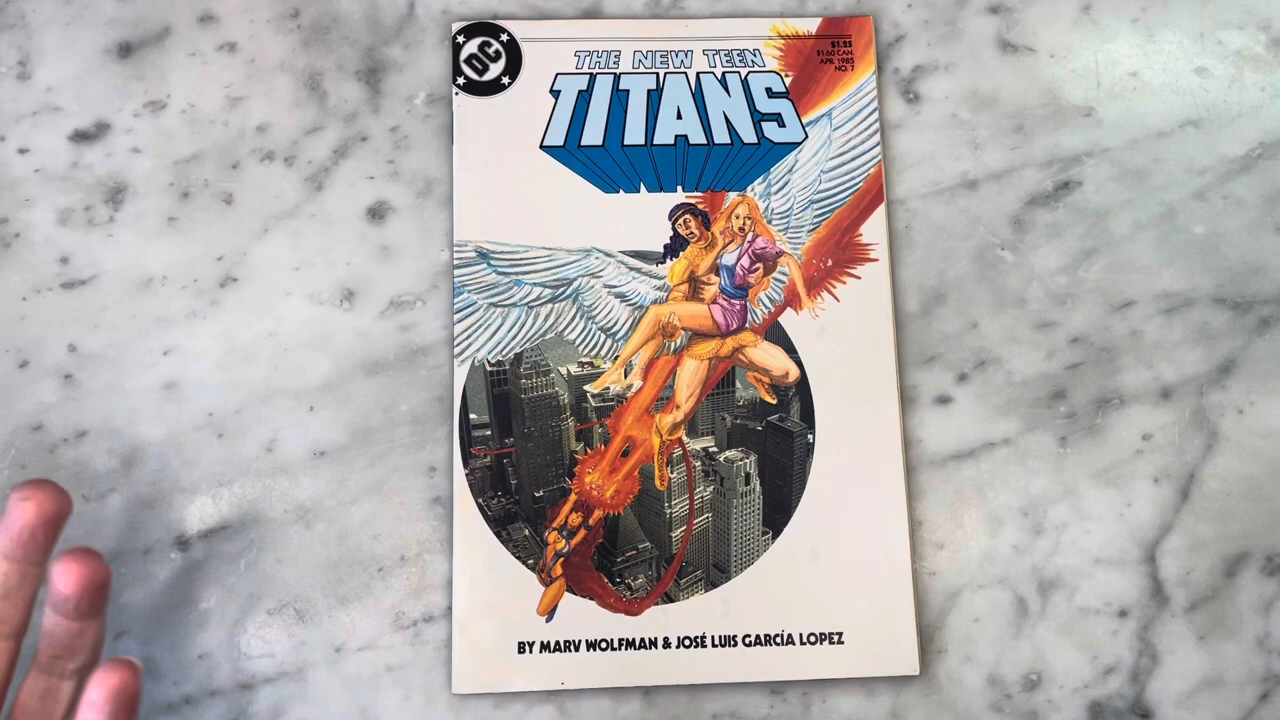 DC
$1.25
$1.60 CAN.
APR. 1985
NO. 7
THE NEW TEEN
TITANS
BY MARV WOLFMAN & JOSÉ LUIS GARCÍA LOPEZ